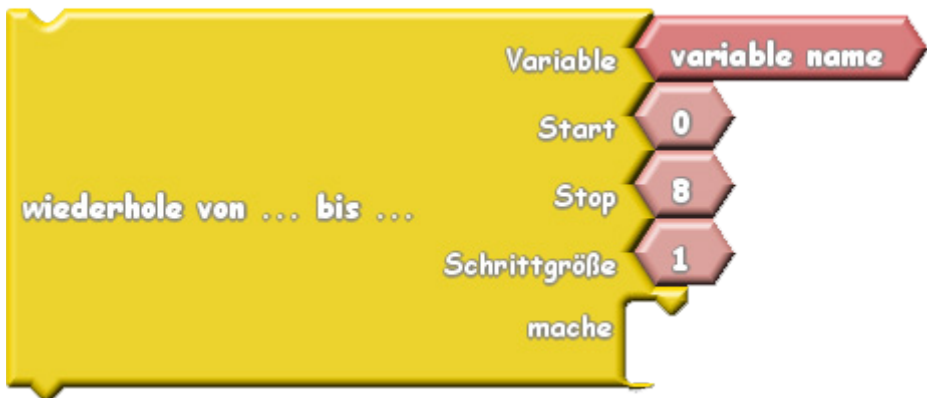 Variable variable name
Start 0
Stop 8
wiederhole von ... bis ...
Schrittgröße 1
mache